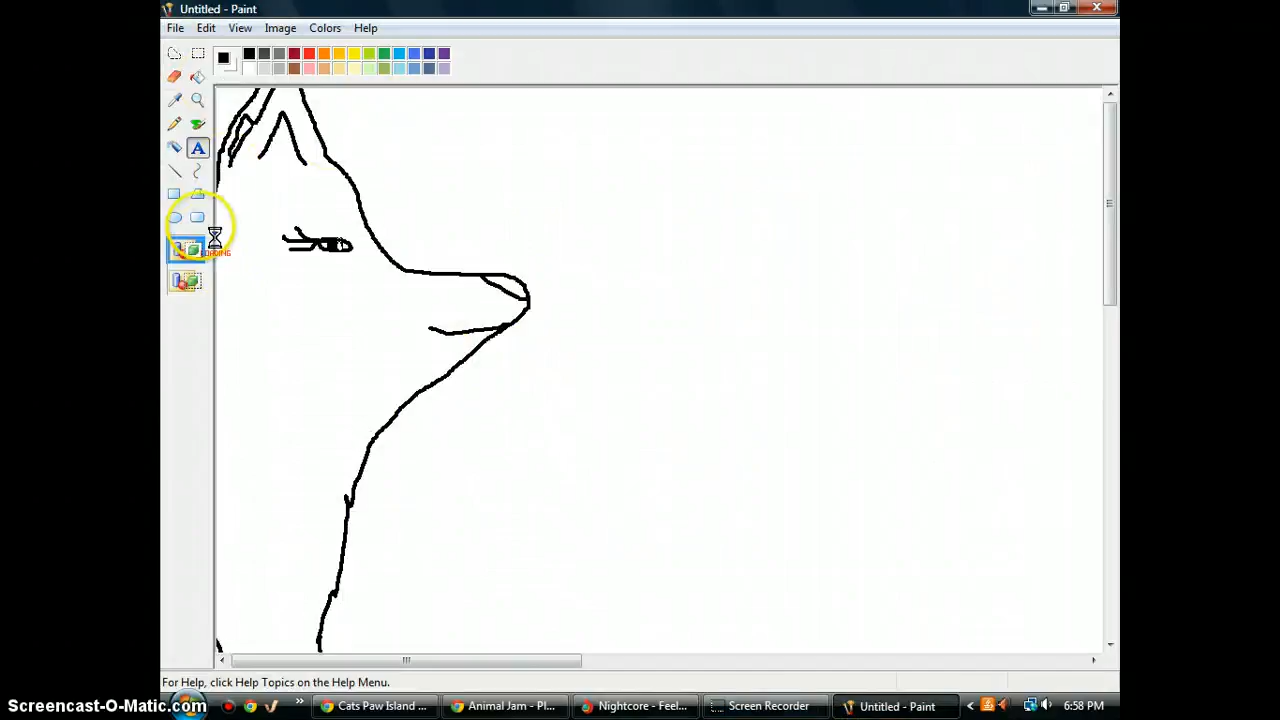 Untitled - Paint
File Edit View Image Colors Help
A
LOADING
For Help, click Help Topics on the Help Menu.
Cats Paw Island ... Animal Jam - Pl... Nightcore - Feel... Screen Recorder Untitled - Paint 6:58 PM
Screencast-O-Matic.com